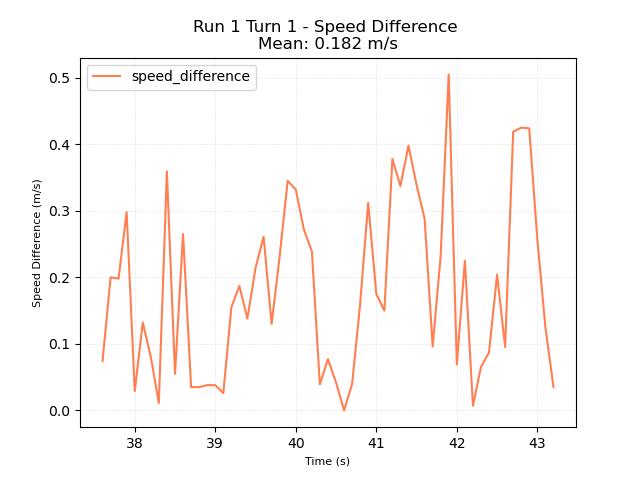 Run 1 Turn 1 - Speed Difference
Mean: 0.182 m/s
speed_difference
0.5
0.4
0.3
0.2
0.1
0.0
Speed Difference (m/s)
38 39 40 41 42 43
Time (s)